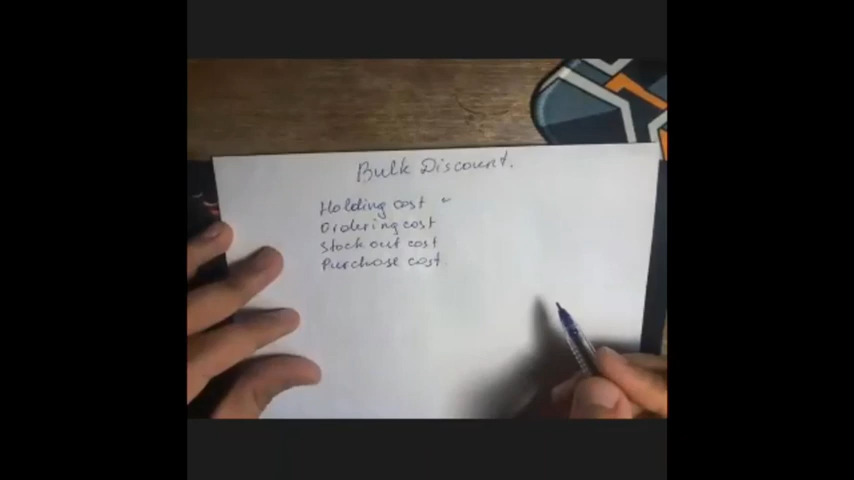 Bulk Discount.
Holding cost
Ordering cost
Stock out cost
Purchase cost